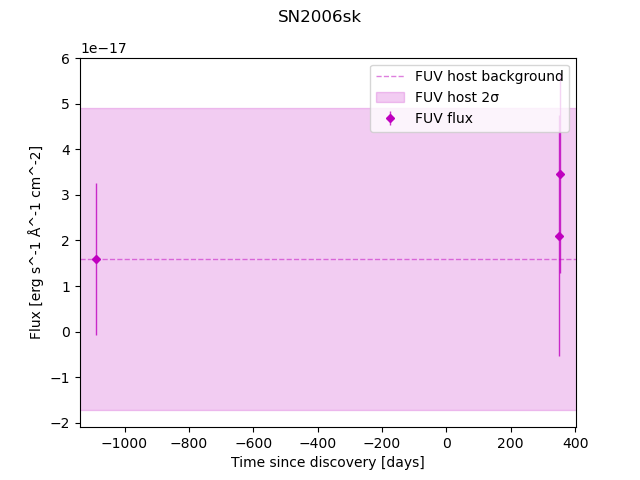 SN2006sk
1e−17
FUV host background
FUV host 2σ
FUV flux
6
5
4
3
2
1
0
−1
−2
Flux [erg s^-1 Å^-1 cm^-2]
−1000 −800 −600 −400 −200 0 200 400
Time since discovery [days]